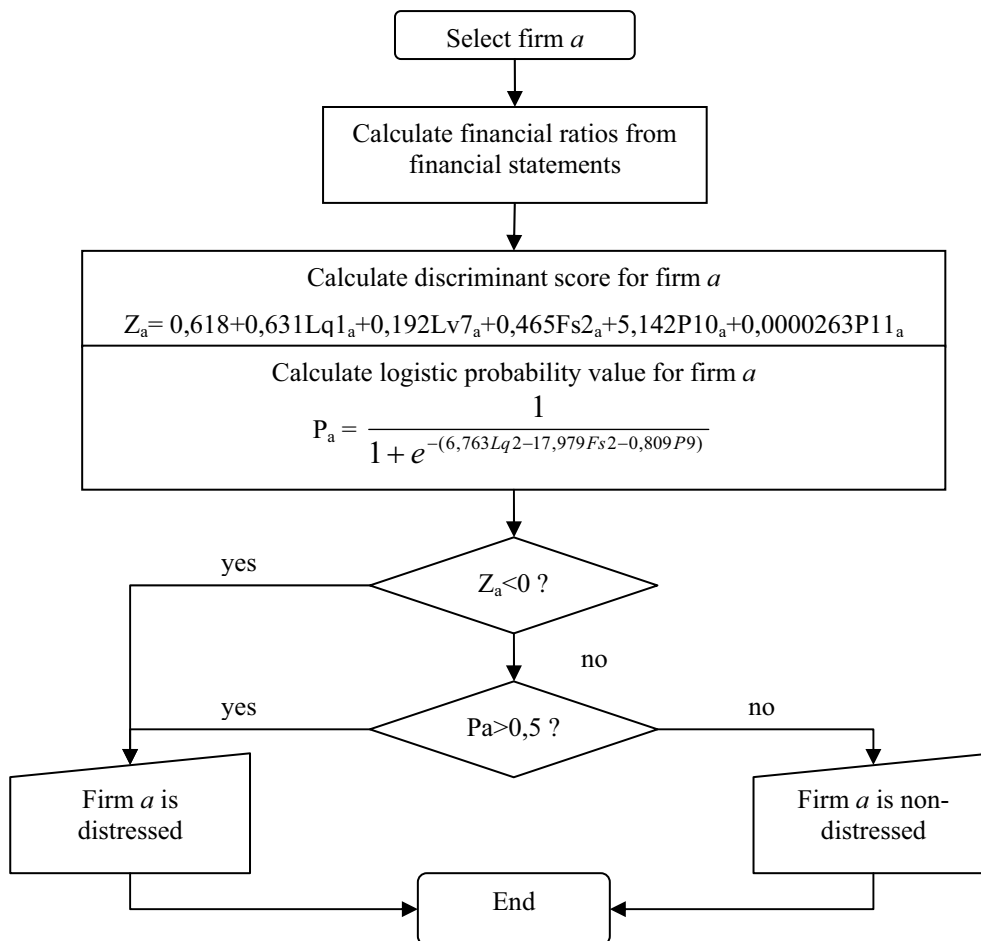 Select firm a
Calculate financial ratios from
financial statements
Calculate discriminant score for firm a
Zₐ= 0,618+0,631Lq1ₐ+0,192Lv7ₐ+0,465Fs2ₐ+5,142P10ₐ+0,0000263P11ₐ
Calculate logistic probability value for firm a
Pₐ = 1 / (1 + e^-(6,763Lq2-17,979Fs2-0,809P9))
yes
Zₐ<0 ?
no
yes
Pa>0,5 ?
no
Firm a is
distressed
Firm a is non-
distressed
End